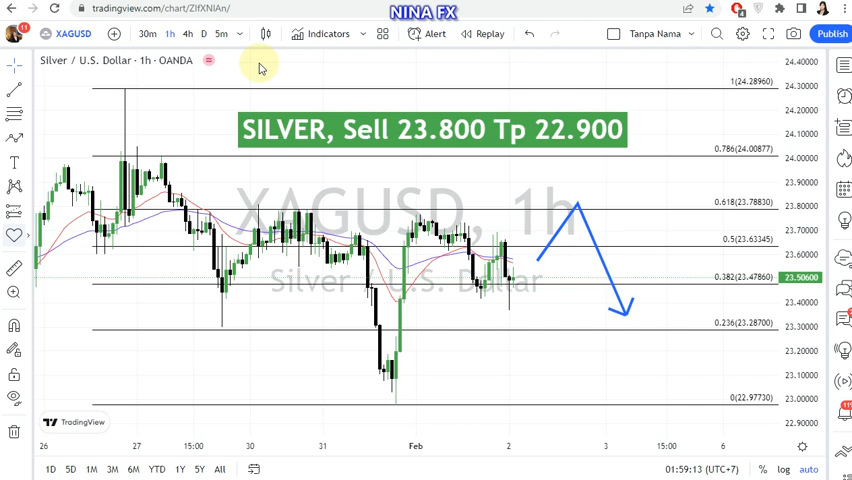 tradingview.com/chart/ZIfXNIAn/
NINA FX
11
XAGUSD
30m 1h 4h D 5m
Indicators
Alert
Replay
Tanpa Nama
Publish
Silver / U.S. Dollar · 1h · OANDA
SILVER, Sell 23.800 Tp 22.900
XAGUSD, 1h
Silver / U.S. Dollar
1(24.28960)
0.786(24.00877)
0.618(23.78830)
0.5(23.63345)
0.382(23.47860)
0.236(23.28700)
0(22.97730)
24.40000
24.30000
24.20000
24.10000
24.00000
23.90000
23.80000
23.70000
23.60000
23.50600
23.40000
23.30000
23.20000
23.10000
23.00000
22.90000
TradingView
26 27 15:00 30 31 Feb 2 3 15:00 6
1D 5D 1M 3M 6M YTD 1Y 5Y All
01:59:13 (UTC+7)
% log auto